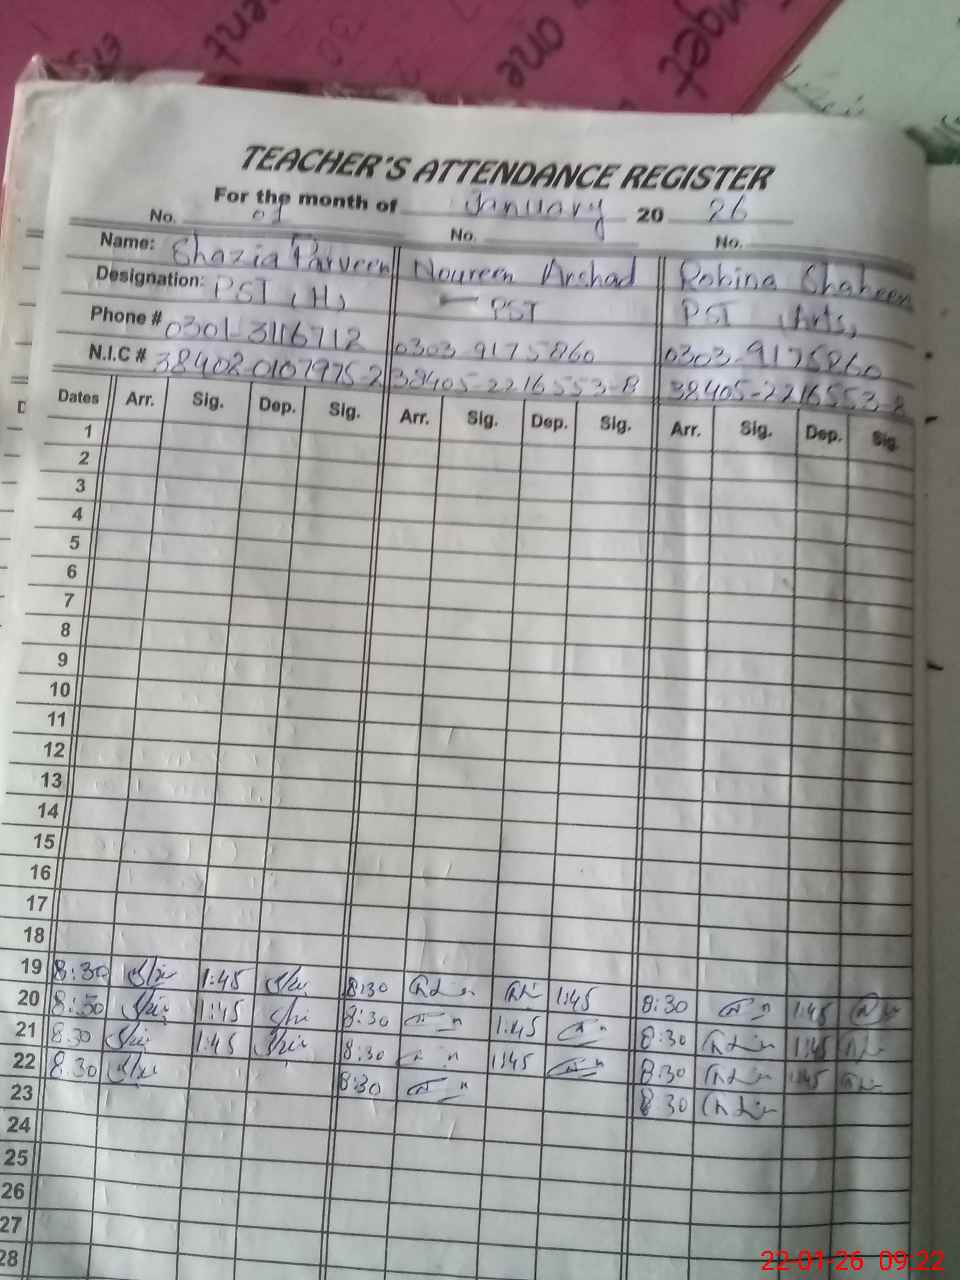 TEACHER'S ATTENDANCE REGISTER
For the month of January 20 26
No. 01 No. No.
Name: Shazia Parveen Noureen Arshad Robina Shaheen
Designation: PST (H) PST PST (Arts)
Phone # 0301-3116712 0303-9175860 0303-9175860
N.I.C # 38402-0107975-2 38405-2216553-8 38405-2216553-8
Dates Arr. Sig. Dep. Sig. Arr. Sig. Dep. Sig. Arr. Sig. Dep. Sig.
1
2
3
4
5
6
7
8
9
10
11
12
13
14
15
16
17
18
19 8:30 1:45 8:30 1:45 8:30 1:45
20 8:30 1:45 8:30 1:45 8:30 1:45
21 8:30 1:45 8:30 1:45 8:30 1:45
22 8:30 8:30 8:30
23
24
25
26
27
28
22-01-26 09:22